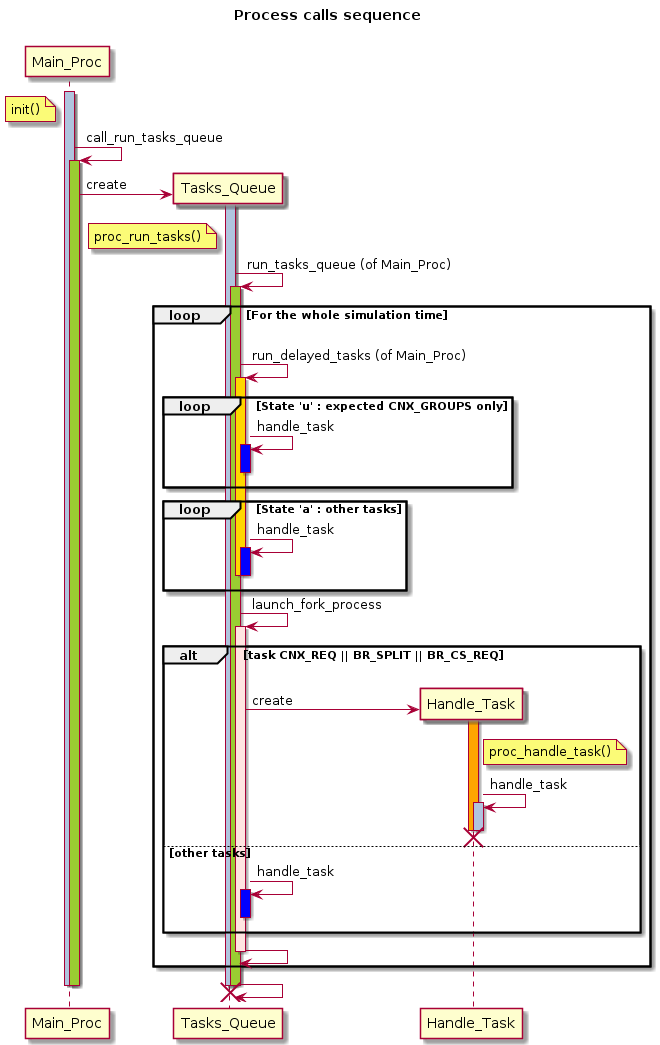 Process calls sequence
Main_Proc
init()
call_run_tasks_queue
create
Tasks_Queue
proc_run_tasks()
run_tasks_queue (of Main_Proc)
loop [For the whole simulation time]
run_delayed_tasks (of Main_Proc)
loop [State 'u' : expected CNX_GROUPS only]
handle_task
loop [State 'a' : other tasks]
handle_task
launch_fork_process
alt [task CNX_REQ || BR_SPLIT || BR_CS_REQ]
create
Handle_Task
proc_handle_task()
handle_task
[other tasks]
handle_task
Main_Proc Tasks_Queue Handle_Task